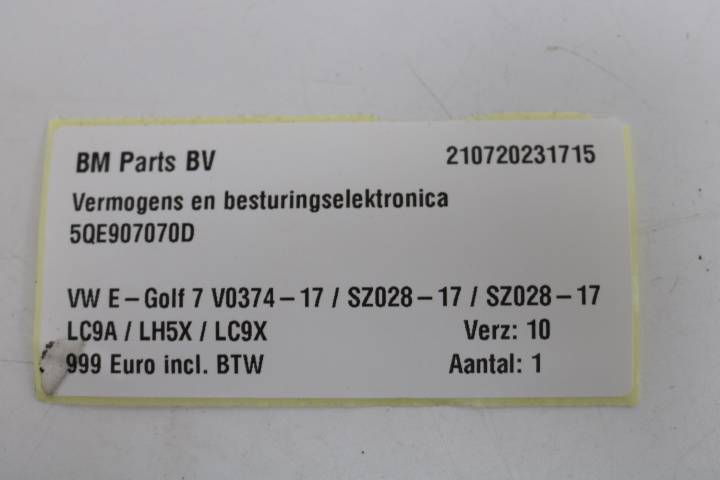 BM Parts BV 210720231715
Vermogens en besturingselektronica
5QE907070D
VW E-Golf 7 V0374-17 / SZ028-17 / SZ028-17
LC9A / LH5X / LC9X Verz: 10
999 Euro incl. BTW Aantal: 1